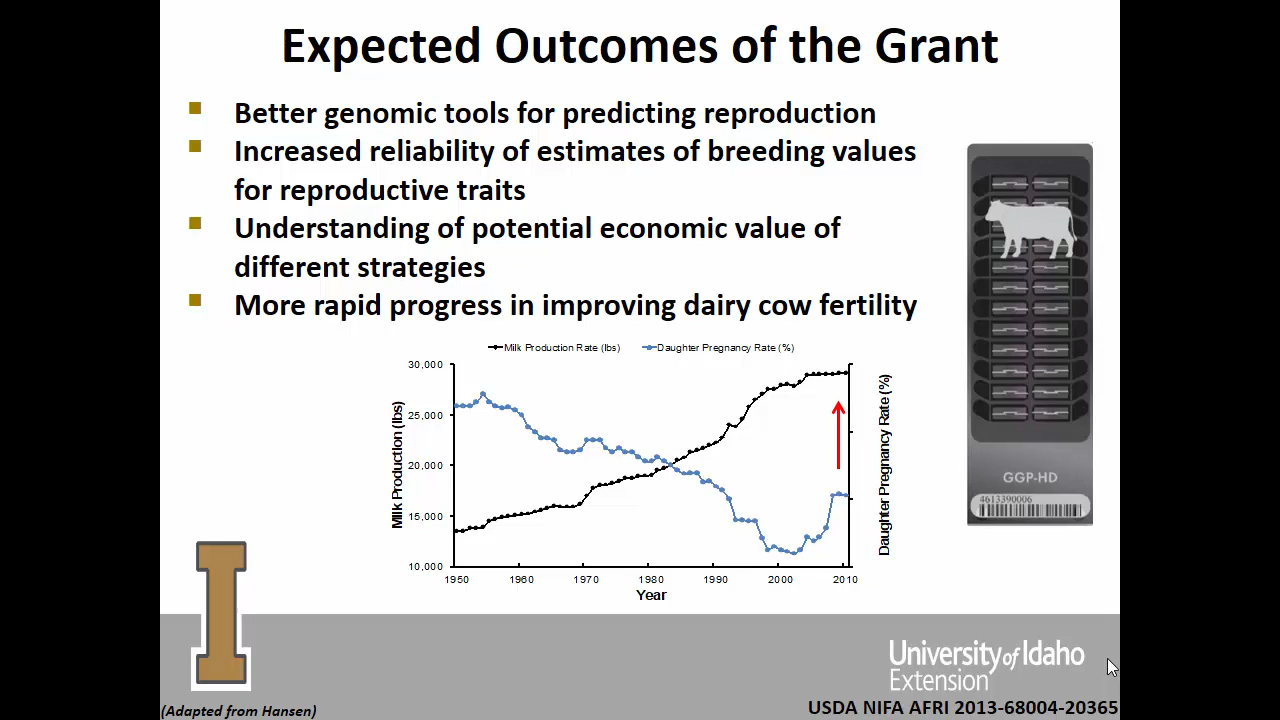 Expected Outcomes of the Grant
Better genomic tools for predicting reproduction
Increased reliability of estimates of breeding values
for reproductive traits
Understanding of potential economic value of
different strategies
More rapid progress in improving dairy cow fertility
Milk Production Rate (lbs)
Daughter Pregnancy Rate (%)
30,000
25,000
20,000
15,000
10,000
Milk Production (lbs)
1950
1960
1970
1980
1990
2000
2010
Year
Daughter Pregnancy Rate (%)
GGP-HD
4613390006
I
University of Idaho
Extension
(Adapted from Hansen)
USDA NIFA AFRI 2013-68004-20365